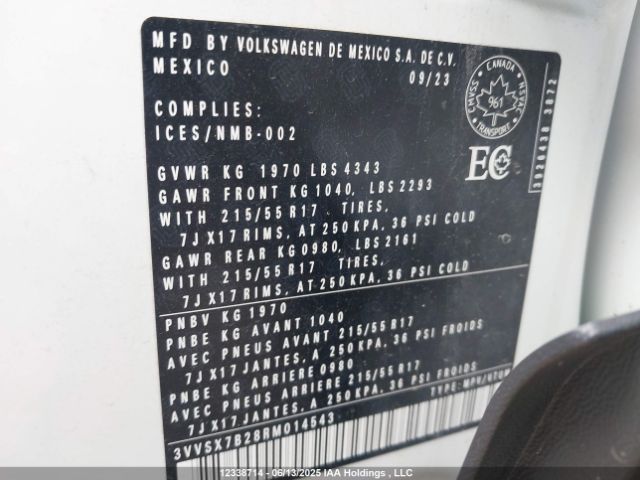 MFD BY VOLKSWAGEN DE MEXICO S.A. DE C.V.
MEXICO 09/23
CANADA
CMVSS NSVAC
961
TRANSPORT
COMPLIES:
ICES/NMB-002
EC
3926438 3872
GVWR KG 1970 LBS 4343
GAWR FRONT KG 1040, LBS 2293
WITH 215/55 R17 TIRES,
7J X17 RIMS, AT 250 KPA, 36 PSI COLD
GAWR REAR KG 0980, LBS 2161
WITH 215/55 R17 TIRES,
7J X17 RIMS, AT 250 KPA, 36 PSI COLD
PNBV KG 1970
PNBE KG AVANT 1040
AVEC PNEUS AVANT 215/55 R17
7J X17 JANTES, A 250 KPA, 36 PSI FROIDS
PNBE KG ARRIERE 0980
AVEC PNEUS ARRIERE 215/55 R17
7J X17 JANTES, A 250 KPA, 36 PSI FROIDS
3VVSX7B28RM014543 TYPE: MPV/VTUM
12338714 - 06/13/2025 IAA Holdings , LLC